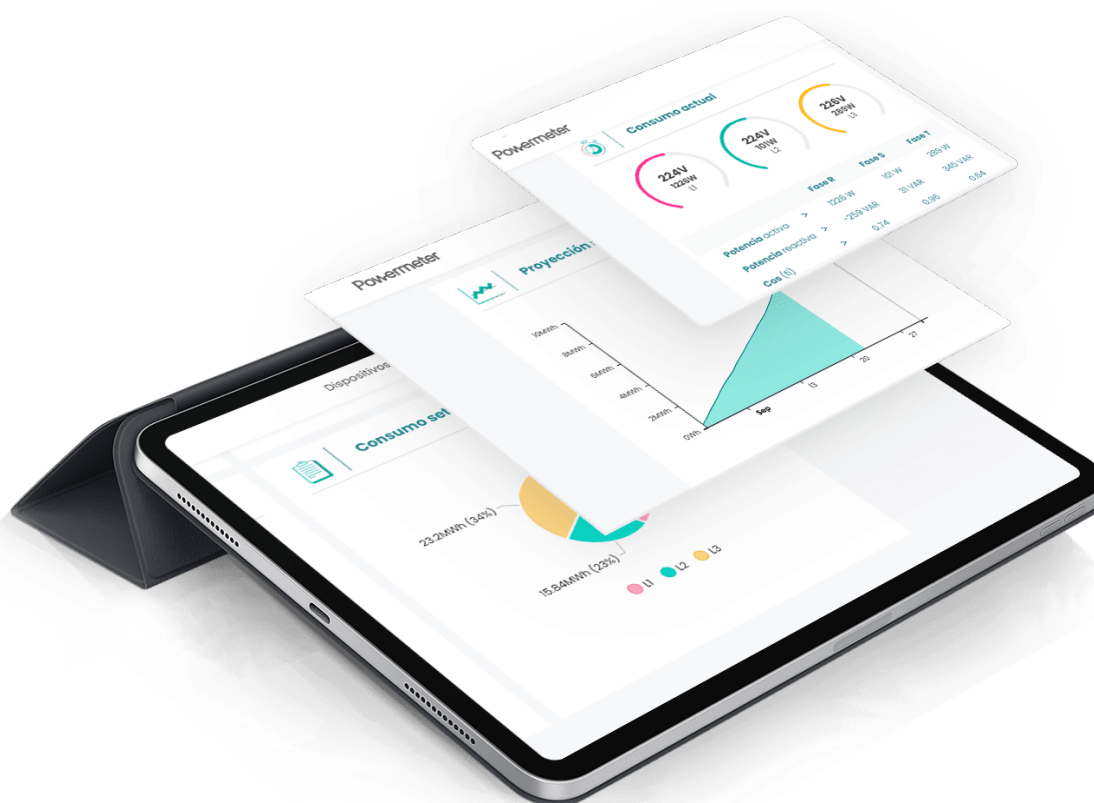 Powermeter
Consumo actual
224V
1226W
L1
224V
101W
L2
226V
289W
L3
Fase R
Fase S
Fase T
Potencia activa > 1226 W 101 W 289 W
Potencia reactiva > -259 VAR 31 VAR 345 VAR
Cos (fi) > 0.74 0.96 0.64
Powermeter
Proyección
10MWh
8MWh
6MWh
4MWh
2MWh
0Wh
Sep
13
20
27
Dispositivos
Consumo set
23.2MWh (34%)
15.84MWh (23%)
L1
L2
L3